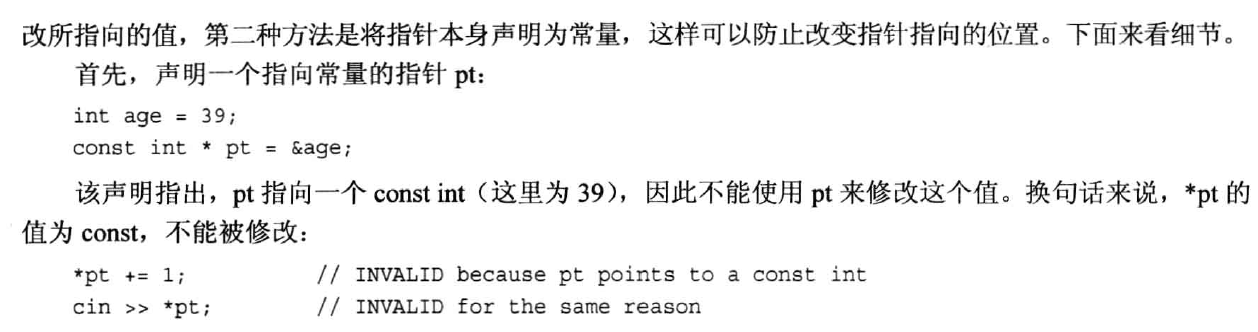 改所指向的值，第二种方法是将指针本身声明为常量，这样可以防止改变指针指向的位置。下面来看细节。
首先，声明一个指向常量的指针 pt：
int age = 39;
const int * pt = &age;
该声明指出，pt 指向一个 const int（这里为 39），因此不能使用 pt 来修改这个值。换句话来说，*pt 的
值为 const，不能被修改：
*pt += 1;          // INVALID because pt points to a const int
cin >> *pt;        // INVALID for the same reason